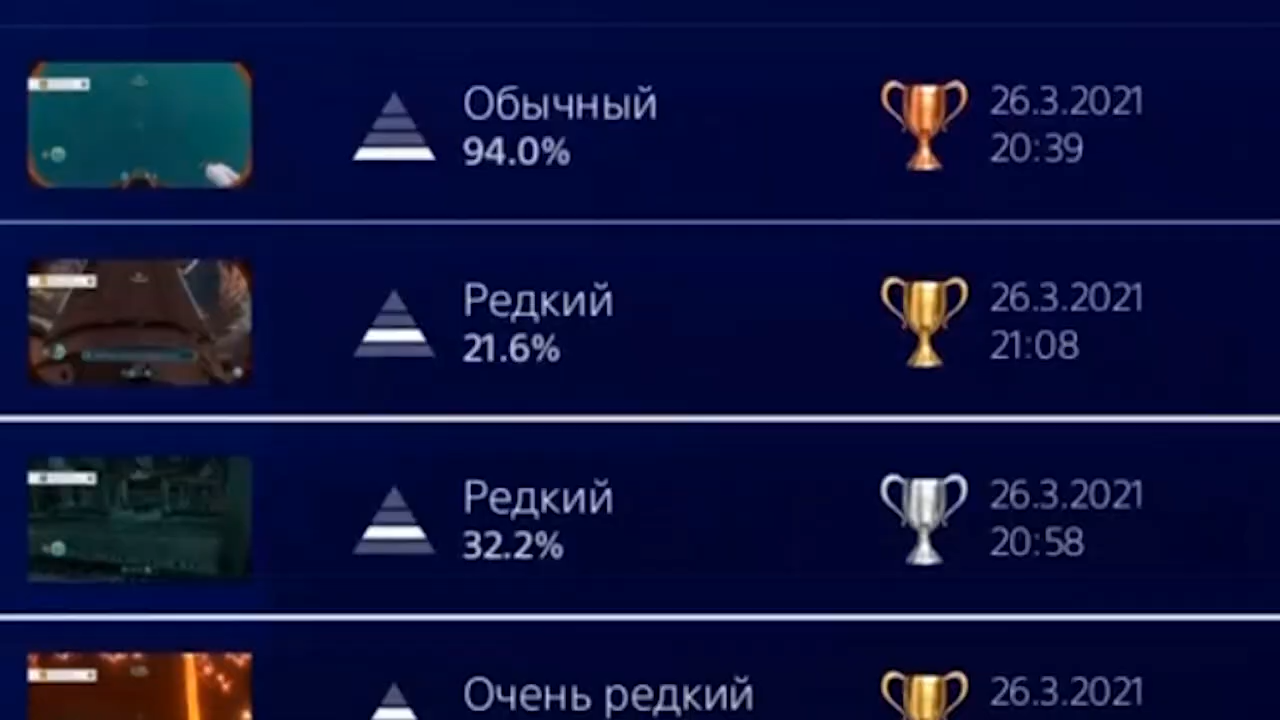 Обычный
94.0%
26.3.2021
20:39
Редкий
21.6%
26.3.2021
21:08
Редкий
32.2%
26.3.2021
20:58
Очень редкий
26.3.2021